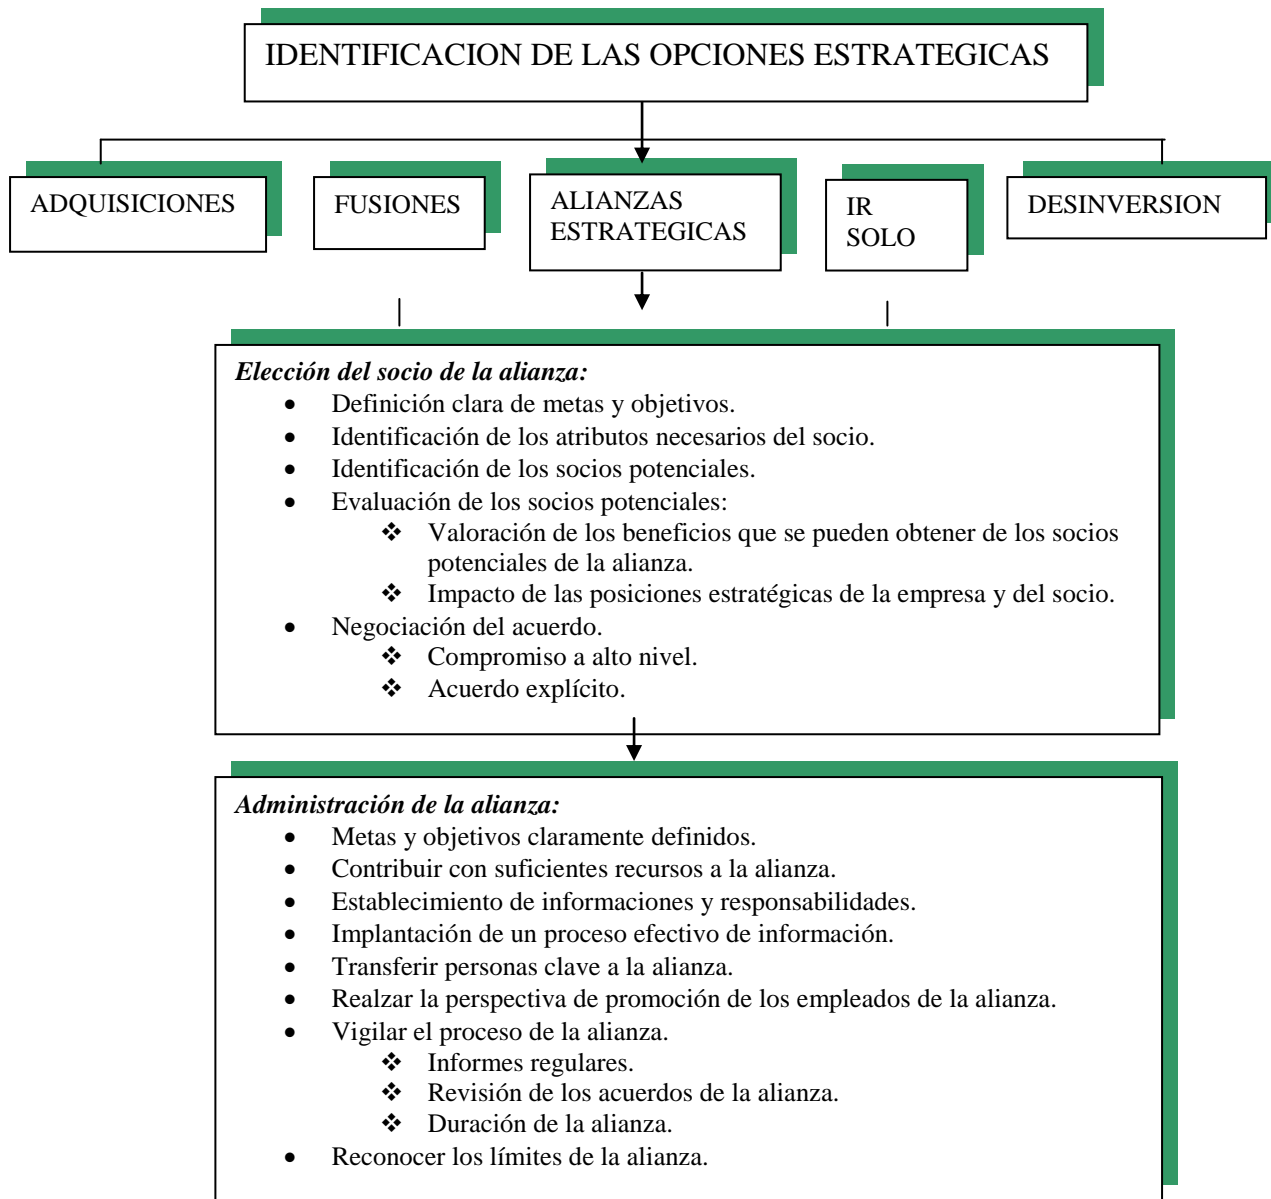 IDENTIFICACION DE LAS OPCIONES ESTRATEGICAS
ADQUISICIONES
FUSIONES
ALIANZAS
ESTRATEGICAS
IR
SOLO
DESINVERSION
Elección del socio de la alianza:
• Definición clara de metas y objetivos.
• Identificación de los atributos necesarios del socio.
• Identificación de los socios potenciales.
• Evaluación de los socios potenciales:
❖ Valoración de los beneficios que se pueden obtener de los socios
potenciales de la alianza.
❖ Impacto de las posiciones estratégicas de la empresa y del socio.
• Negociación del acuerdo.
❖ Compromiso a alto nivel.
❖ Acuerdo explícito.
Administración de la alianza:
• Metas y objetivos claramente definidos.
• Contribuir con suficientes recursos a la alianza.
• Establecimiento de informaciones y responsabilidades.
• Implantación de un proceso efectivo de información.
• Transferir personas clave a la alianza.
• Realzar la perspectiva de promoción de los empleados de la alianza.
• Vigilar el proceso de la alianza.
❖ Informes regulares.
❖ Revisión de los acuerdos de la alianza.
❖ Duración de la alianza.
• Reconocer los límites de la alianza.